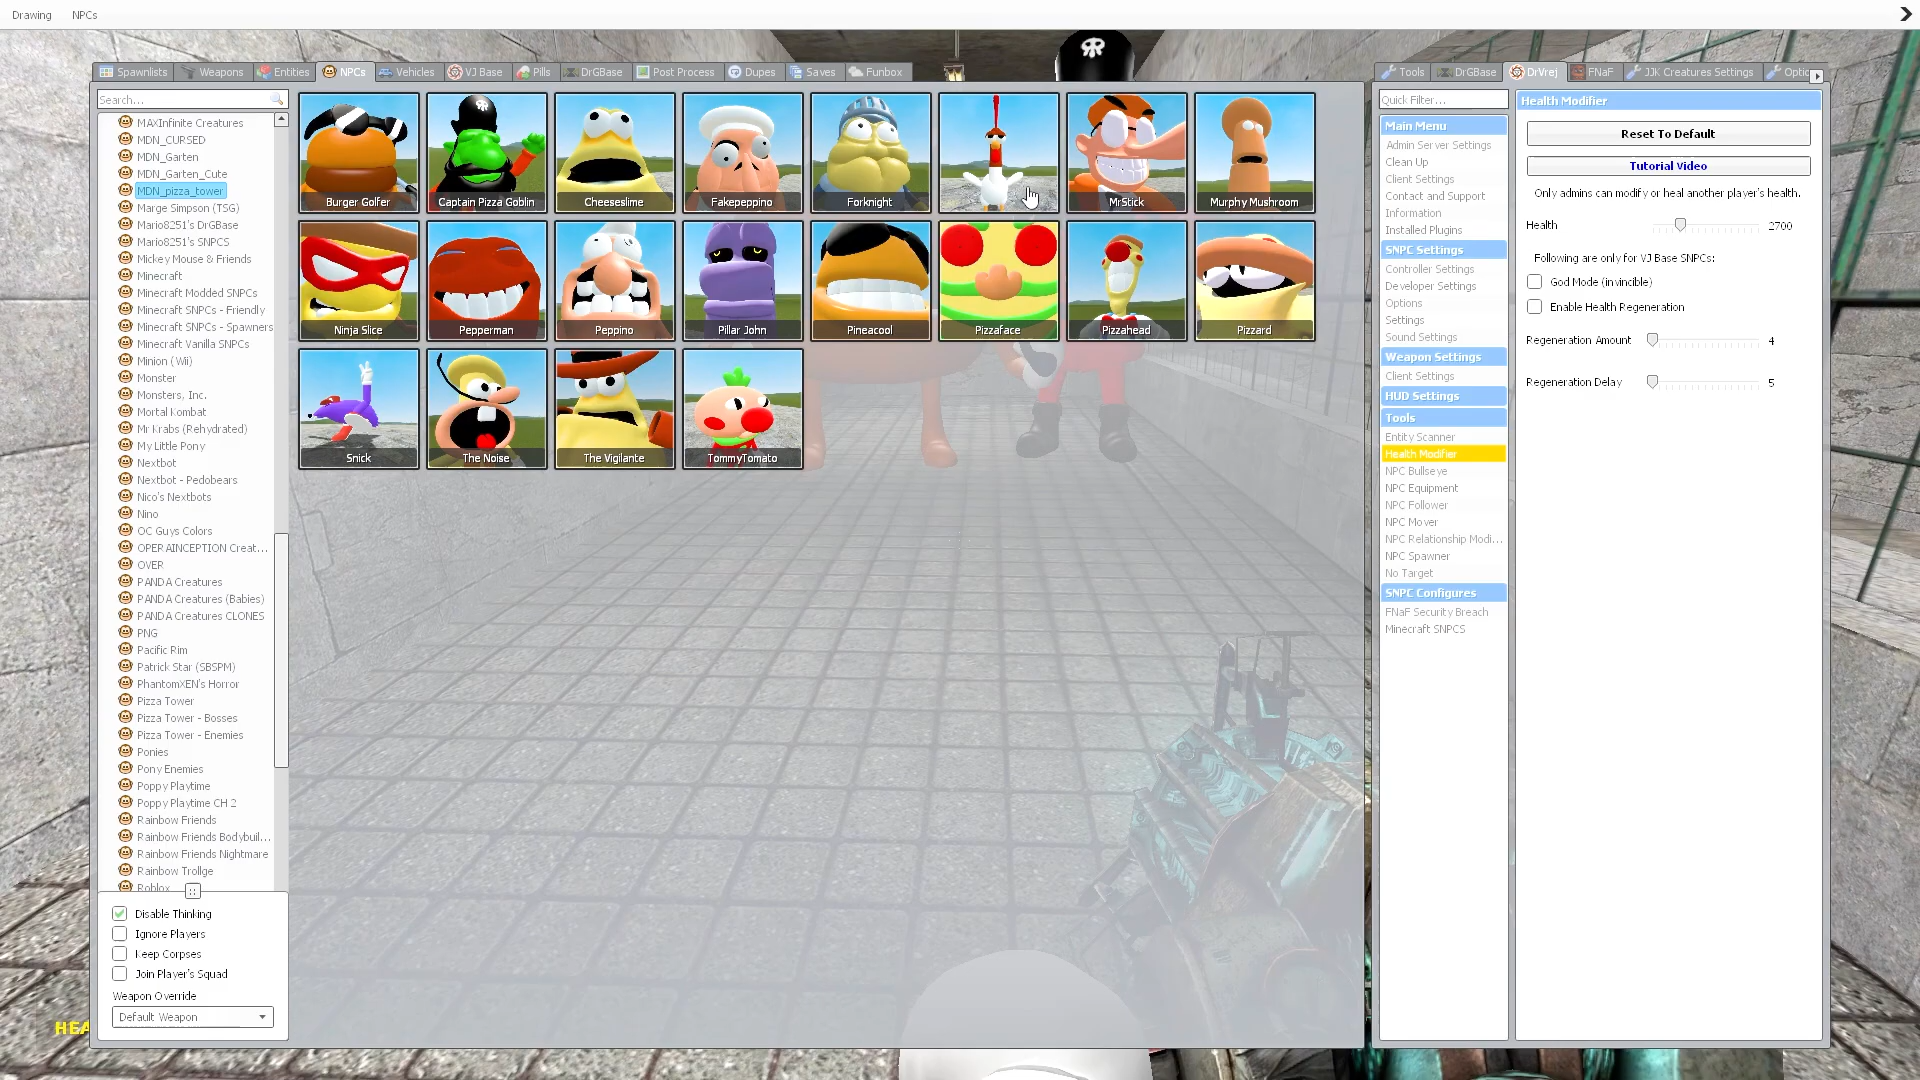 Drawing NPCs
Spawnlists Weapons Entities NPCs Vehicles VJ Base Pills DrGBase Post Process Dupes Saves Funbox
Search...
MAXInfinite Creatures
MDN_CURSED
MDN_Garten
MDN_Garten_Cute
MDN_pizza_tower
Marge Simpson (TSG)
Mario8251's DrGBase
Mario8251's SNPCS
Mickey Mouse & Friends
Minecraft
Minecraft Modded SNPCs
Minecraft SNPCs - Friendly
Minecraft SNPCs - Spawners
Minecraft Vanilla SNPCs
Minion (Wii)
Monster
Monsters, Inc.
Mortal Kombat
Mr Krabs (Rehydrated)
My Little Pony
Nextbot
Nextbot - Pedobears
Nico's Nextbots
Nino
OC Guys Colors
OPERAINCEPTION Creat...
OVER
PANDA Creatures
PANDA Creatures (Babies)
PANDA Creatures CLONES
PNG
Pacific Rim
Patrick Star (SBSPM)
PhantomXEN's Horror
Pizza Tower
Pizza Tower - Bosses
Pizza Tower - Enemies
Ponies
Pony Enemies
Poppy Playtime
Poppy Playtime CH 2
Rainbow Friends
Rainbow Friends Bodybuil...
Rainbow Friends Nightmare
Rainbow Trollge
Roblox
Disable Thinking
Ignore Players
Keep Corpses
Join Player's Squad
Weapon Override
Default Weapon
HEA
Burger Golfer Captain Pizza Goblin Cheeseslime Fakepeppino Forknight MrStick Murphy Mushroom
Ninja Slice Pepperman Peppino Pillar John Pineacool Pizzaface Pizzahead Pizzard
Snick The Noise The Vigilante TommyTomato
Tools DrGBase DrVrej FNaF JJK Creatures Settings Optic
Quick Filter...
Main Menu
Admin Server Settings
Clean Up
Client Settings
Contact and Support
Information
Installed Plugins
SNPC Settings
Controller Settings
Developer Settings
Options
Settings
Sound Settings
Weapon Settings
Client Settings
HUD Settings
Tools
Entity Scanner
Health Modifier
NPC Bullseye
NPC Equipment
NPC Follower
NPC Mover
NPC Relationship Modi...
NPC Spawner
No Target
SNPC Configures
FNaF Security Breach
Minecraft SNPCS
Health Modifier
Reset To Default
Tutorial Video
Only admins can modify or heal another player's health.
Health 2700
Following are only for VJ Base SNPCs:
God Mode (invincible)
Enable Health Regeneration
Regeneration Amount 4
Regeneration Delay 5